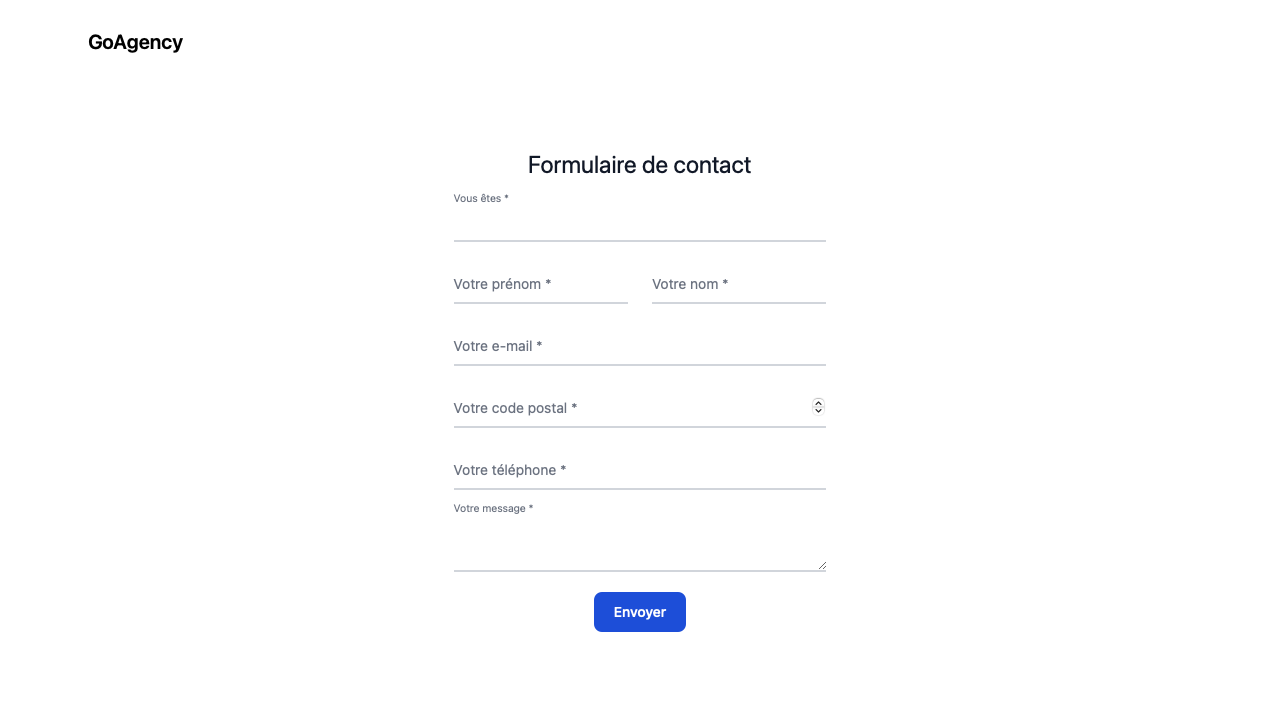 GoAgency
Formulaire de contact
Vous êtes *
Votre prénom * Votre nom *
Votre e-mail *
Votre code postal *
Votre téléphone *
Votre message *
Envoyer